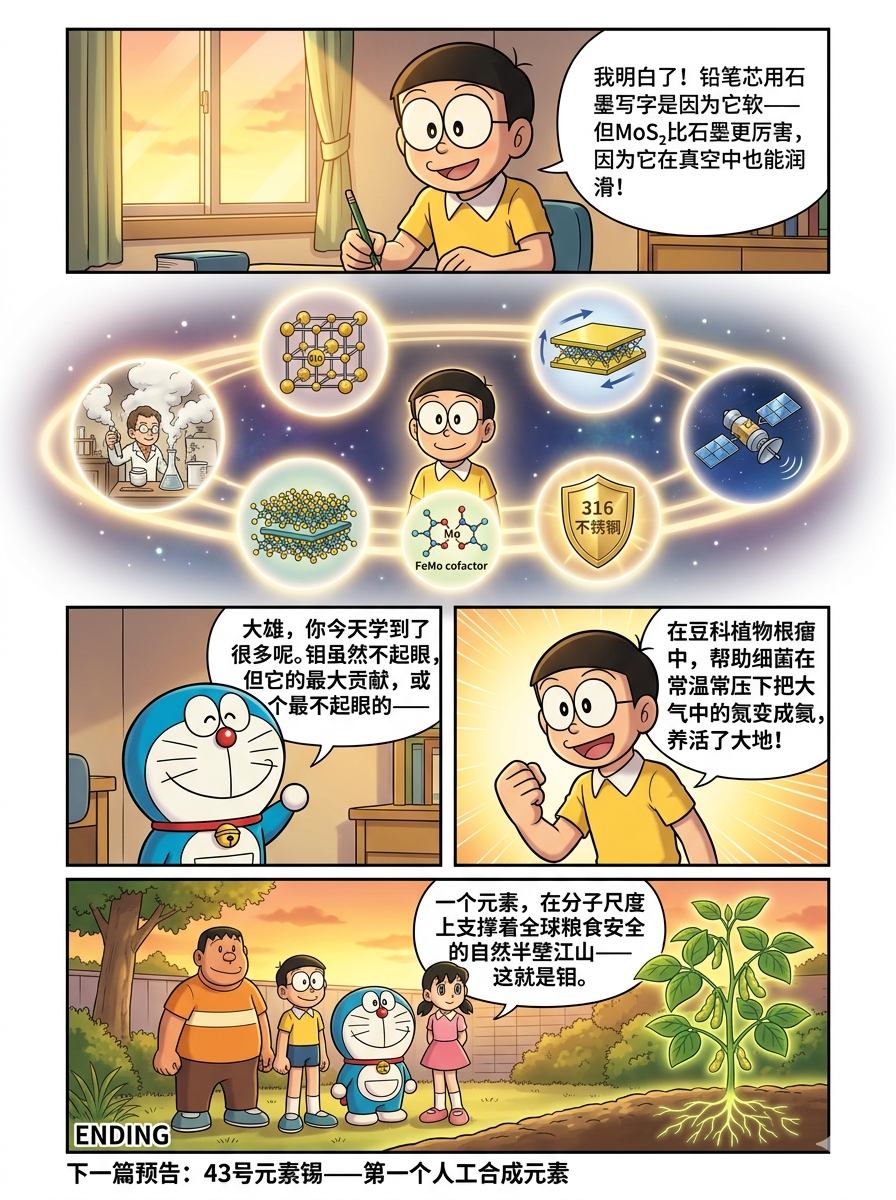 我明白了！铅笔芯用石
墨写字是因为它软——
但MoS₂比石墨更厉害，
因为它在真空中也能润
滑！
Mo
FeMo cofactor
316
不锈钢
大雄，你今天学到了
很多呢。钼虽然不起眼，
但它的最大贡献，或
个最不起眼的——
在豆科植物根瘤
中，帮助细菌在
常温常压下把大
气中的氮变成氨，
养活了大地！
一个元素，在分子尺度
上支撑着全球粮食安全
的自然半壁江山——
这就是钼。
ENDING
下一篇预告：43号元素锡——第一个人工合成元素